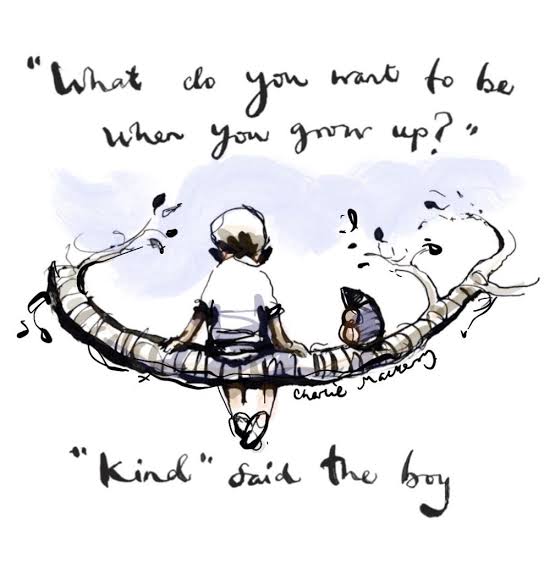 "What do you want to be
when you grow up?"
Charlie Mackesy
"Kind" said the boy